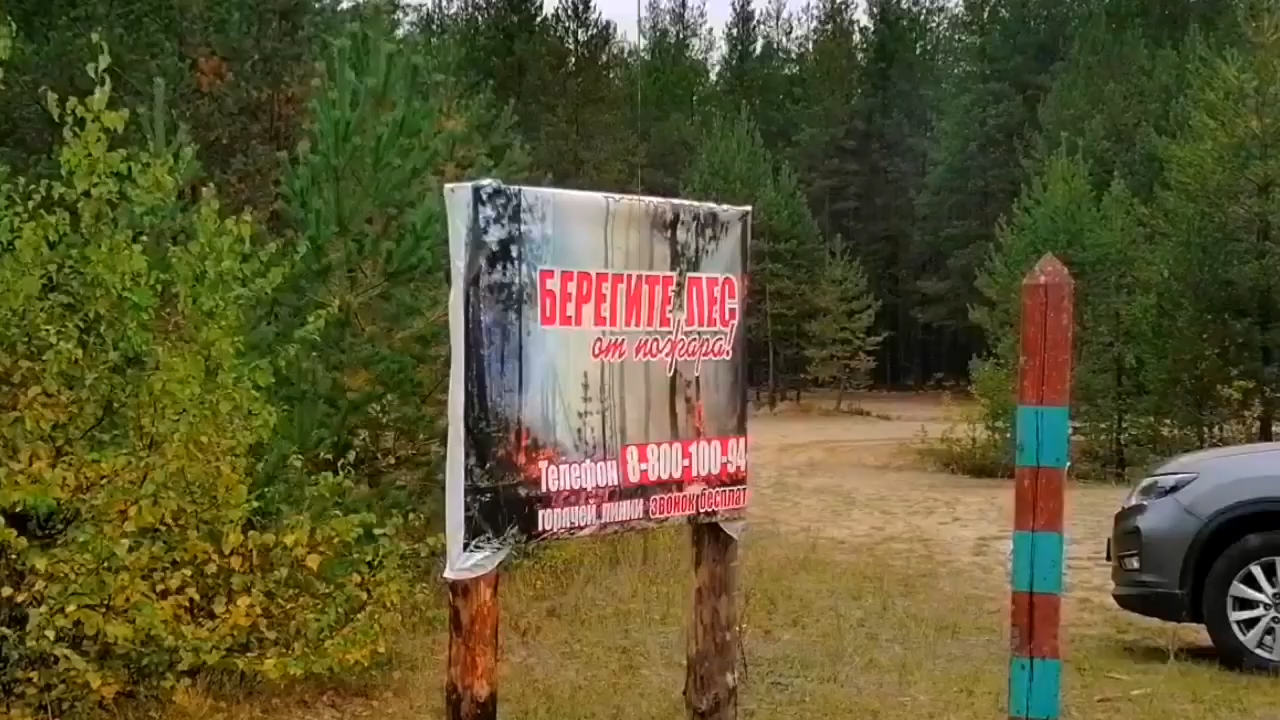 БЕРЕГИТЕ ЛЕС
от пожара!
Телефон 8-800-100-94
горячей линии звонок бесплат